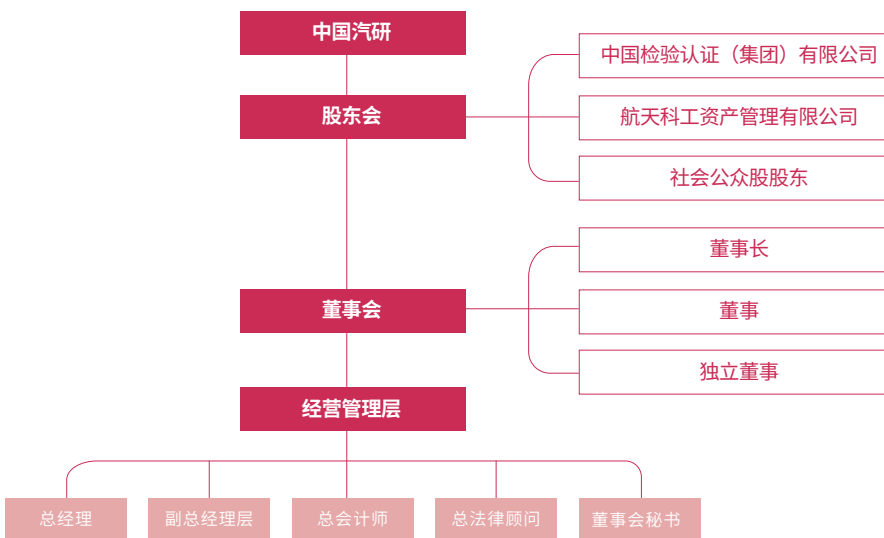 中国汽研
股东会
中国检验认证（集团）有限公司
航天科工资产管理有限公司
社会公众股股东
董事会
董事长
董事
独立董事
经营管理层
总经理
副总经理层
总会计师
总法律顾问
董事会秘书